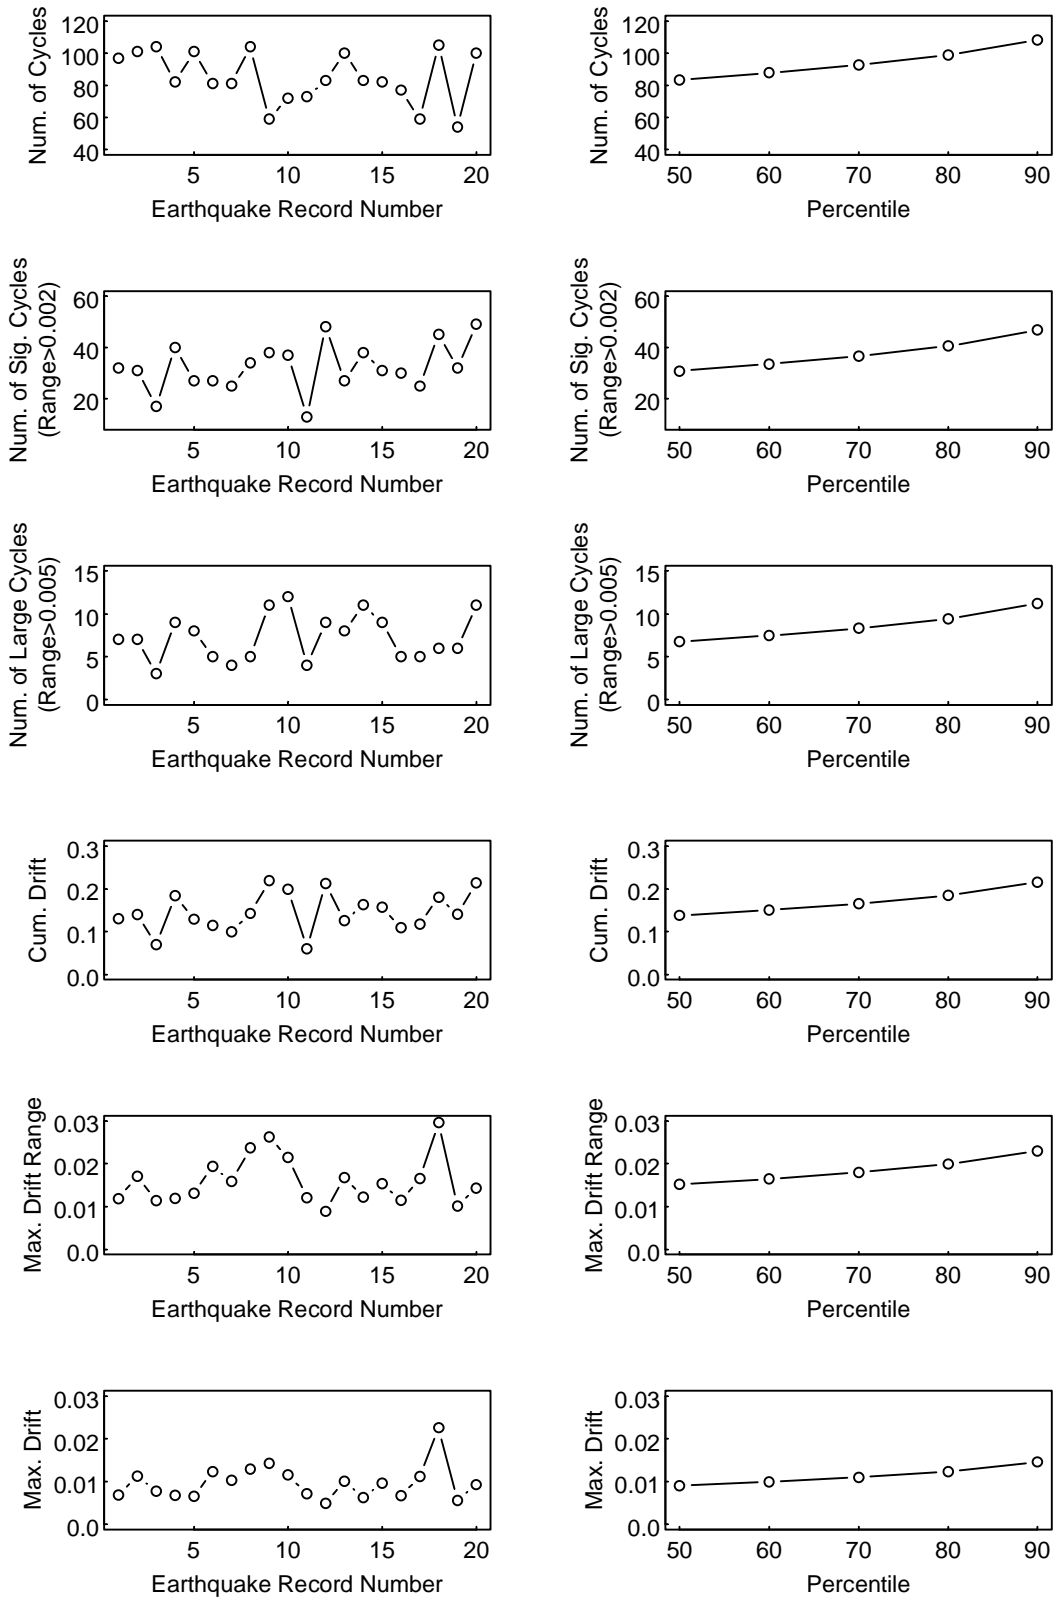 Num. of Cycles
120
100
80
60
40
5 10 15 20
Earthquake Record Number
Num. of Cycles
120
100
80
60
40
50 60 70 80 90
Percentile
Num. of Sig. Cycles
(Range>0.002)
60
40
20
5 10 15 20
Earthquake Record Number
Num. of Sig. Cycles
(Range>0.002)
60
40
20
50 60 70 80 90
Percentile
Num. of Large Cycles
(Range>0.005)
15
10
5
0
5 10 15 20
Earthquake Record Number
Num. of Large Cycles
(Range>0.005)
15
10
5
0
50 60 70 80 90
Percentile
Cum. Drift
0.3
0.2
0.1
0.0
5 10 15 20
Earthquake Record Number
Cum. Drift
0.3
0.2
0.1
0.0
50 60 70 80 90
Percentile
Max. Drift Range
0.03
0.02
0.01
0.0
5 10 15 20
Earthquake Record Number
Max. Drift Range
0.03
0.02
0.01
0.0
50 60 70 80 90
Percentile
Max. Drift
0.03
0.02
0.01
0.0
5 10 15 20
Earthquake Record Number
Max. Drift
0.03
0.02
0.01
0.0
50 60 70 80 90
Percentile